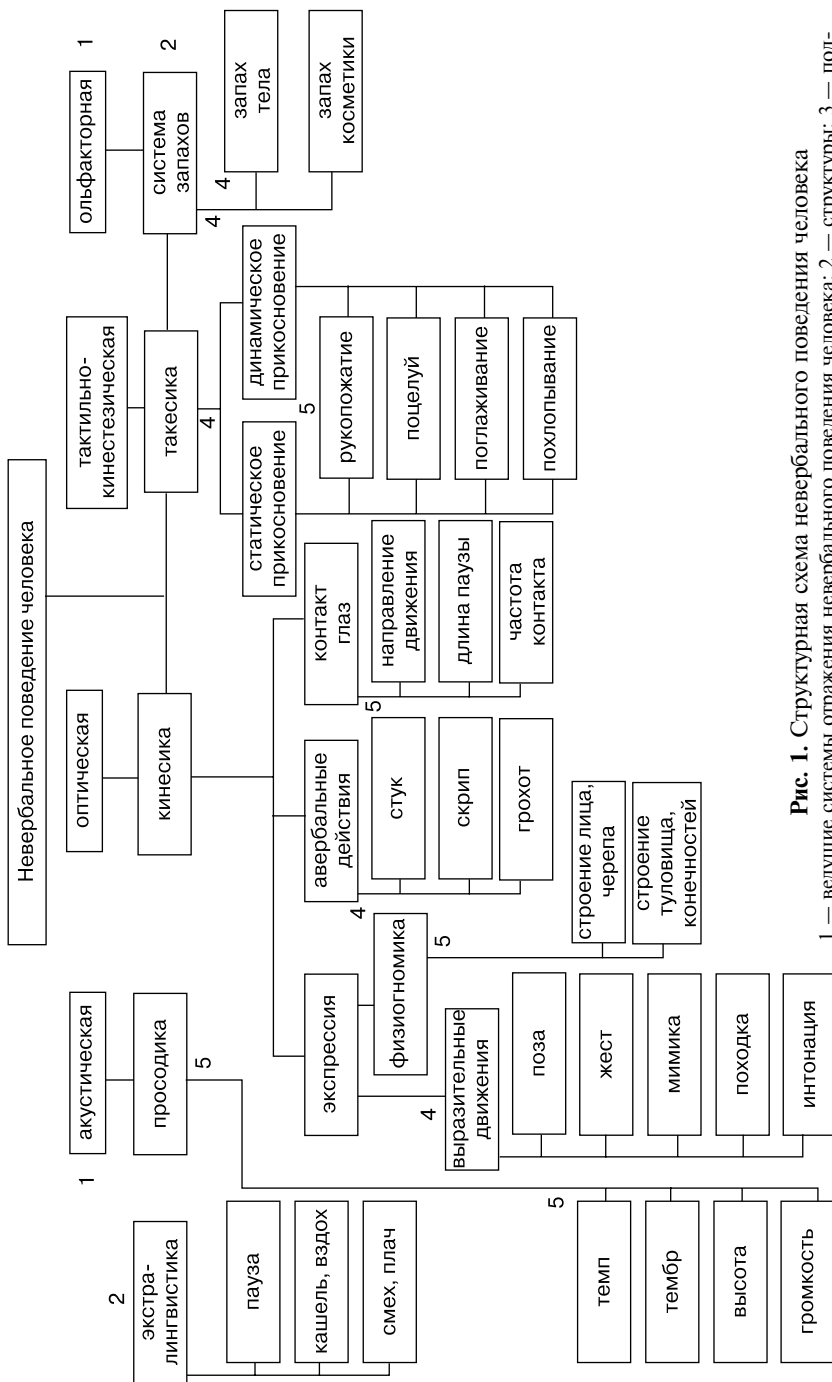 Невербальное поведение человека
1
акустическая
оптическая
тактильно-
кинестезическая
ольфакторная
1
2
экстра-
лингвистика
просодика
5
кинесика
такесика
система
запахов
2
пауза
кашель, вздох
смех, плач
экспрессия
авербальные
действия
контакт
глаз
статическое
прикосновение
4
динамическое
прикосновение
4
4
запах
тела
запах
косметики
4
выразительные
движения
физиогномика
5
4
стук
скрип
грохот
5
направление
движения
длина паузы
частота
контакта
5
рукопожатие
поцелуй
поглаживание
похлопывание
строение лица,
черепа
строение
туловища,
конечностей
поза
жест
мимика
походка
интонация
5
темп
тембр
высота
громкость
Рис. 1. Структурная схема невербального поведения человека
1 — ведущие системы отражения невербального поведения человека; 2 — структуры; 3 — под-